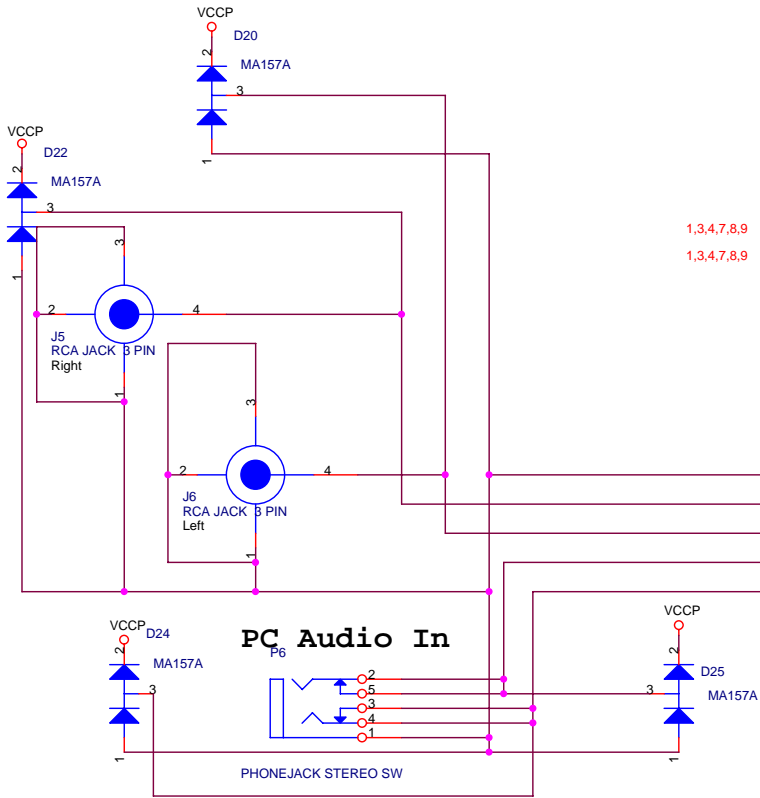 VCCP
D20
2
MA157A
3
1
VCCP
D22
2
MA157A
3
1
1,3,4,7,8,9
1,3,4,7,8,9
3
2
4
J5
RCA JACK 3 PIN
Right
1
3
2
4
J6
RCA JACK 3 PIN
Left
1
VCCP
D24
2
MA157A
3
1
PC Audio In
P6
2
5
3
4
1
PHONEJACK STEREO SW
VCCP
2
D25
3
MA157A
1